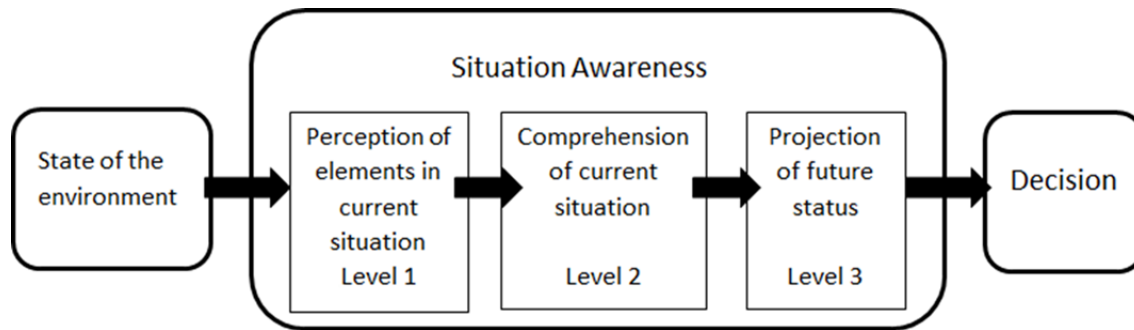 Situation Awareness
State of the
environment
Perception of
elements in
current
situation
Level 1
Comprehension
of current
situation
Level 2
Projection
of future
status
Level 3
Decision